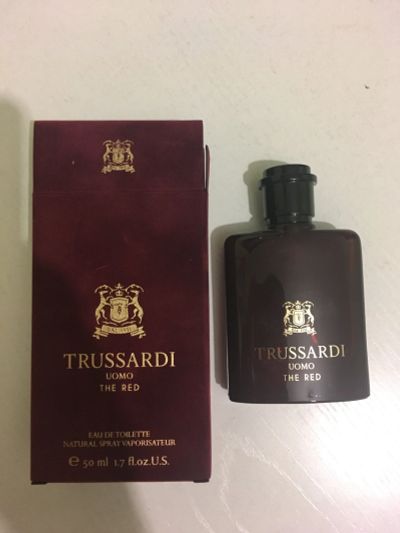 TRUSSARDI
UOMO
THE RED
EAU DE TOILETTE
NATURAL SPRAY VAPORISATEUR
℮ 50 ml 1.7 fl.oz.U.S.
TRUSSARDI
UOMO
THE RED